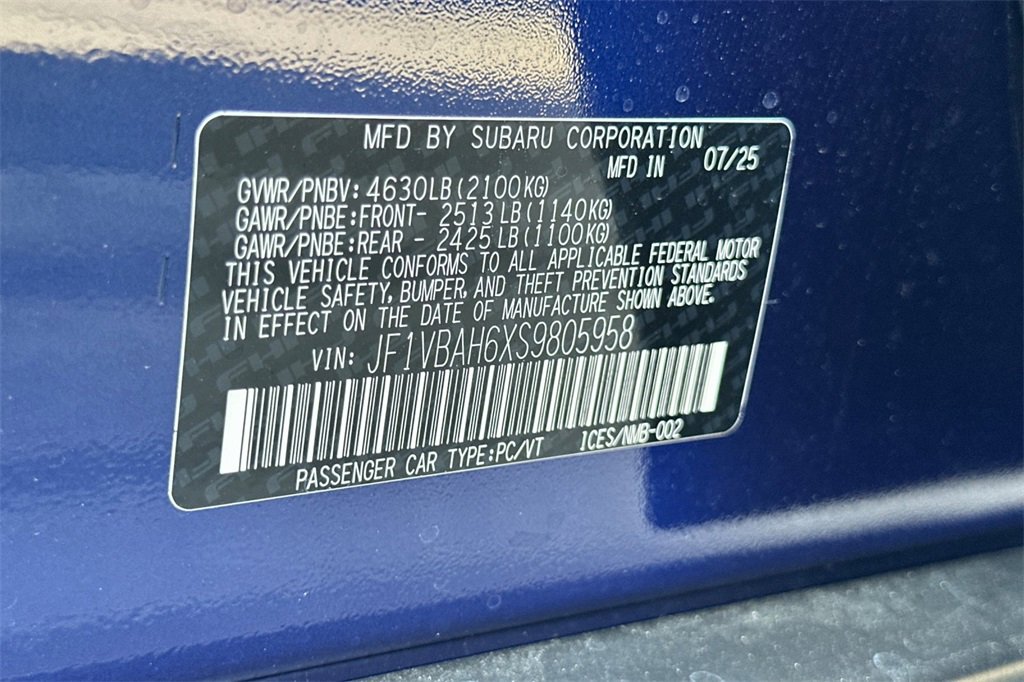 MFD BY SUBARU CORPORATION
MFD IN 07/25
GVWR/PNBV: 4630LB(2100KG)
GAWR/PNBE:FRONT- 2513LB(1140KG)
GAWR/PNBE:REAR - 2425LB(1100KG)
THIS VEHICLE CONFORMS TO ALL APPLICABLE FEDERAL MOTOR
VEHICLE SAFETY, BUMPER, AND THEFT PREVENTION STANDARDS
IN EFFECT ON THE DATE OF MANUFACTURE SHOWN ABOVE.
VIN: JF1VBAH6XS9805958
PASSENGER CAR TYPE:PC/VT ICES/NMB-002